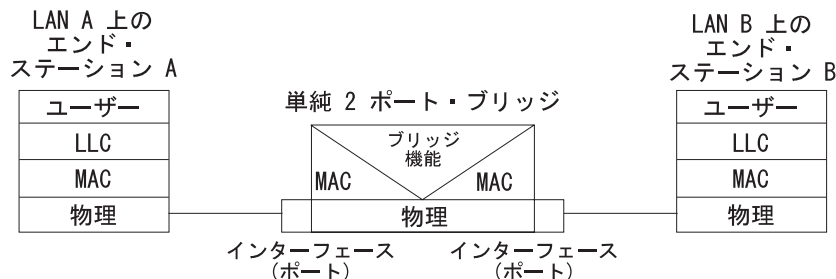 LAN A 上の
エンド・
ステーション A
ユーザー
LLC
MAC
物理
単純 2 ポート・ブリッジ
ブリッジ
機能
MAC
MAC
物理
インターフェース
(ポート)
インターフェース
(ポート)
LAN B 上の
エンド・
ステーション B
ユーザー
LLC
MAC
物理